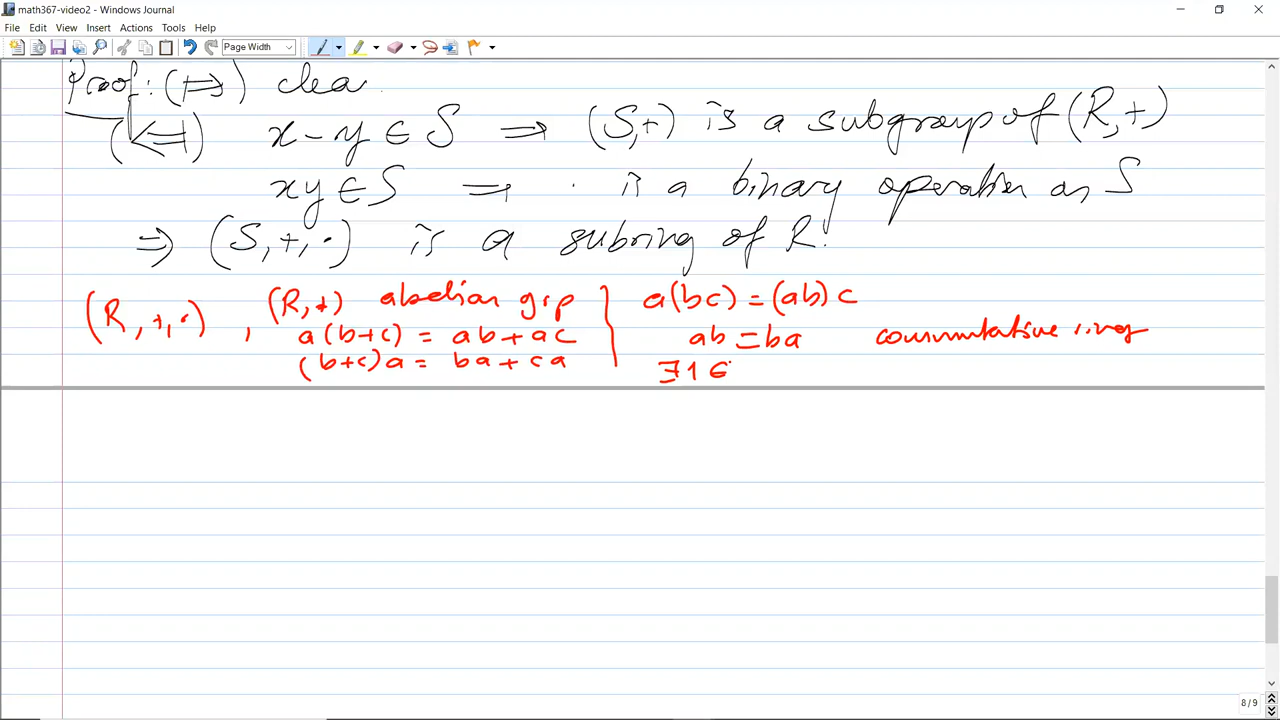 math367-video2 - Windows Journal
File Edit View Insert Actions Tools Help
Page Width
Proof: (⇒) clea
(⇐) x - y ∈ S ⇒ (S,+) is a subgroup of (R,+)
xy ∈ S ⇒ · is a binary operation on S
⇒ (S,+,·) is a subring of R.
(R,+,·), (R,+) abelian grp
a(b+c) = ab+ac
(b+c)a = ba+ca
a(bc) = (ab)c
ab = ba commutative ring
∃ 1 ∈
8/9